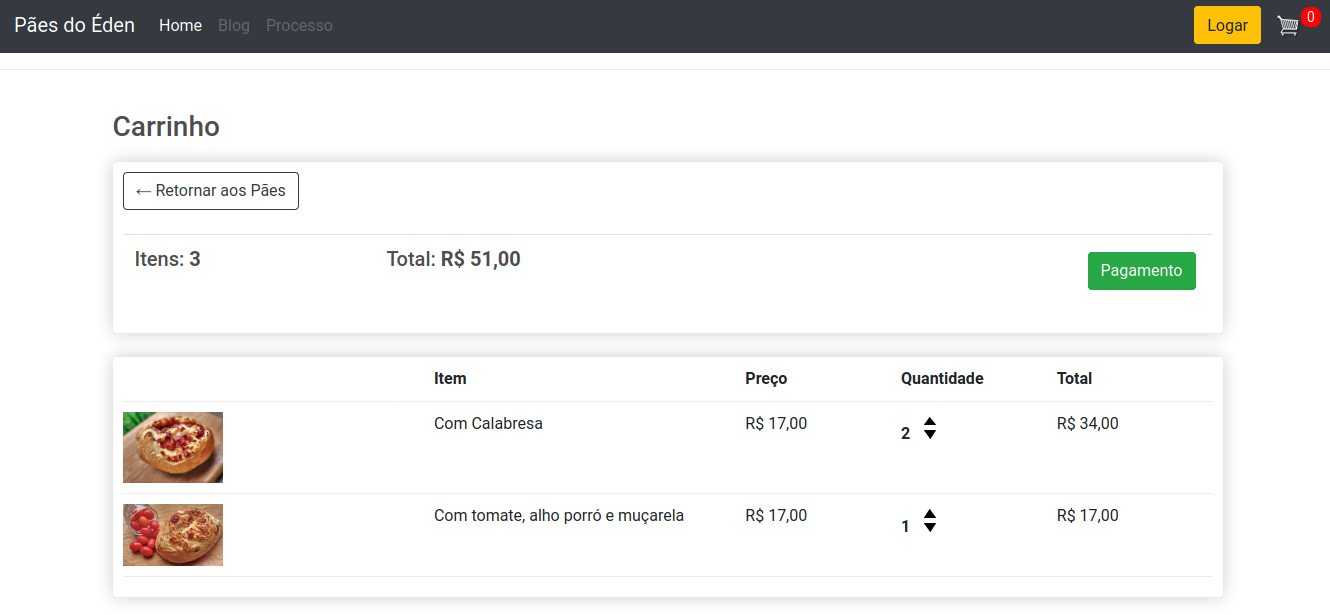 Pães do Éden Home Blog Processo Logar 0
Carrinho
← Retornar aos Pães
Itens: 3 Total: R$ 51,00 Pagamento
Item Preço Quantidade Total
Com Calabresa R$ 17,00 2 R$ 34,00
Com tomate, alho porró e muçarela R$ 17,00 1 R$ 17,00